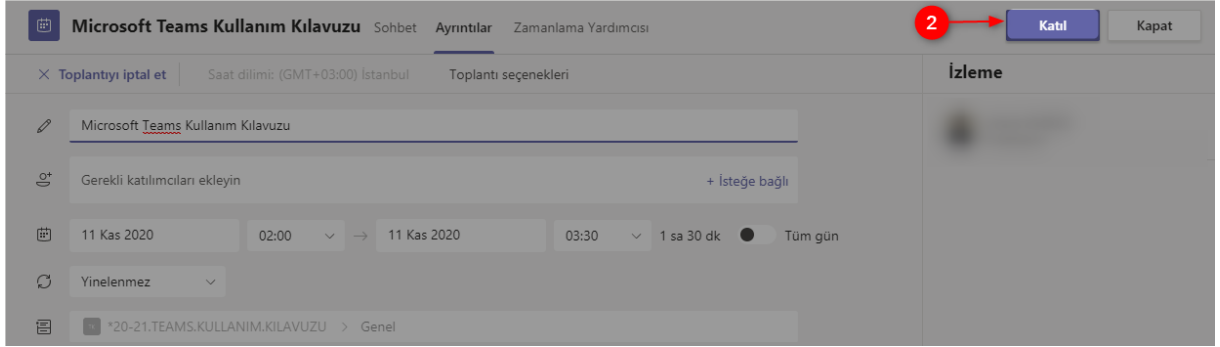 Microsoft Teams Kullanım Kılavuzu Sohbet Ayrıntılar Zamanlama Yardımcısı 2 Katıl Kapat
Toplantıyı iptal et Saat dilimi: (GMT+03:00) İstanbul Toplantı seçenekleri
İzleme
Microsoft Teams Kullanım Kılavuzu
Gerekli katılımcıları ekleyin + İsteğe bağlı
11 Kas 2020 02:00 → 11 Kas 2020 03:30 1 sa 30 dk Tüm gün
Yinelenmez
*20-21.TEAMS.KULLANIM.KILAVUZU > Genel